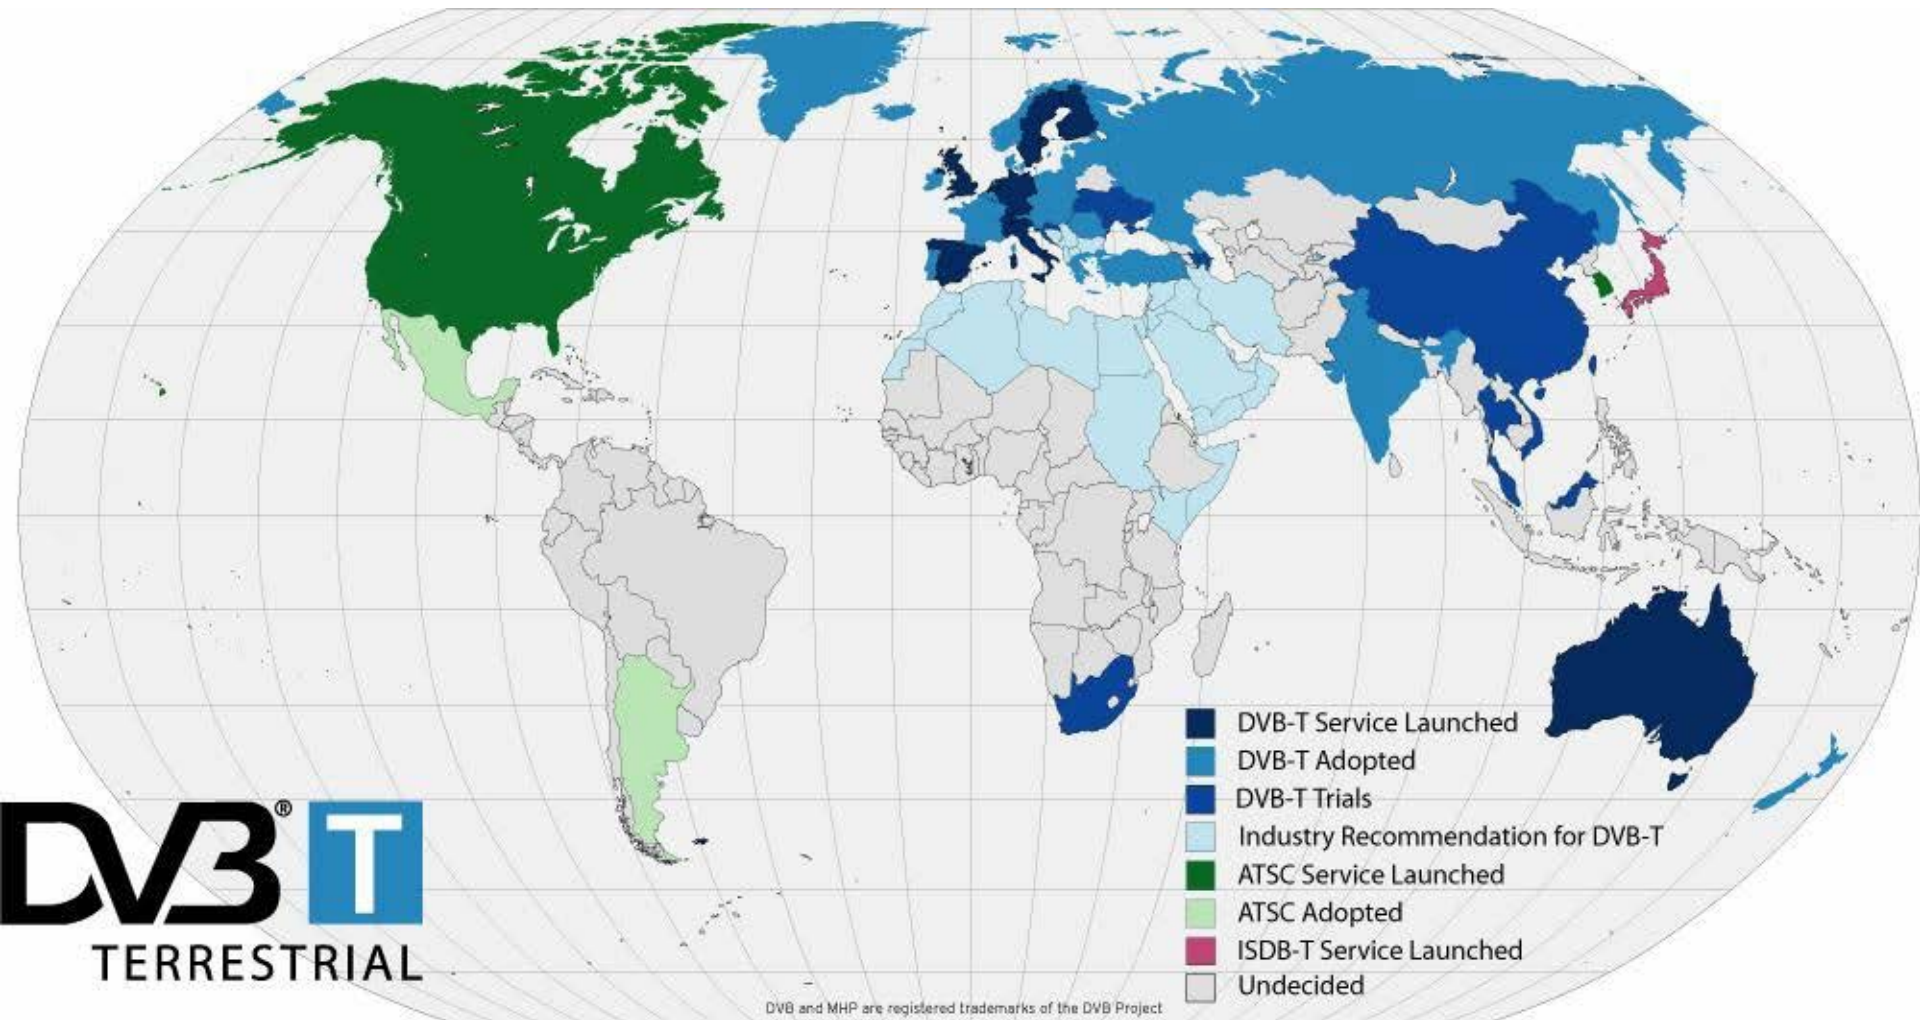 DVB-T Service Launched
DVB-T Adopted
DVB-T Trials
Industry Recommendation for DVB-T
ATSC Service Launched
ATSC Adopted
ISDB-T Service Launched
Undecided
DVB® T
TERRESTRIAL
DVB and MHP are registered trademarks of the DVB Project